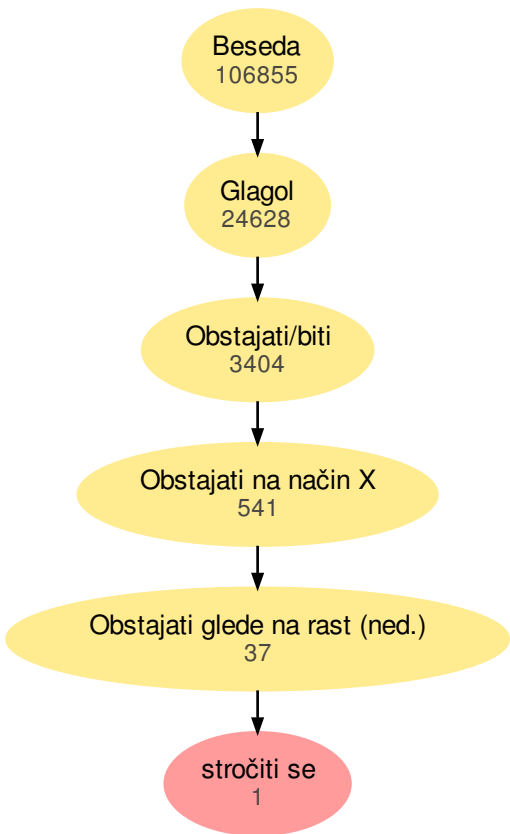 Beseda
106855
Glagol
24628
Obstajati/biti
3404
Obstajati na način X
541
Obstajati glede na rast (ned.)
37
stročiti se
1